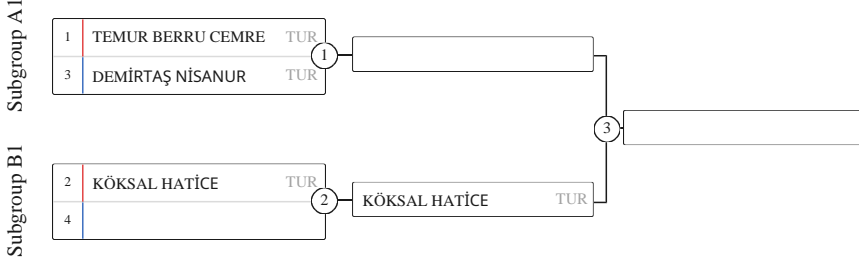 Subgroup A1
1 TEMUR BERRU CEMRE TUR
3 DEMİRTAŞ NİSANUR TUR
1
3
Subgroup B1
2 KÖKSAL HATİCE TUR
4
2
KÖKSAL HATİCE TUR